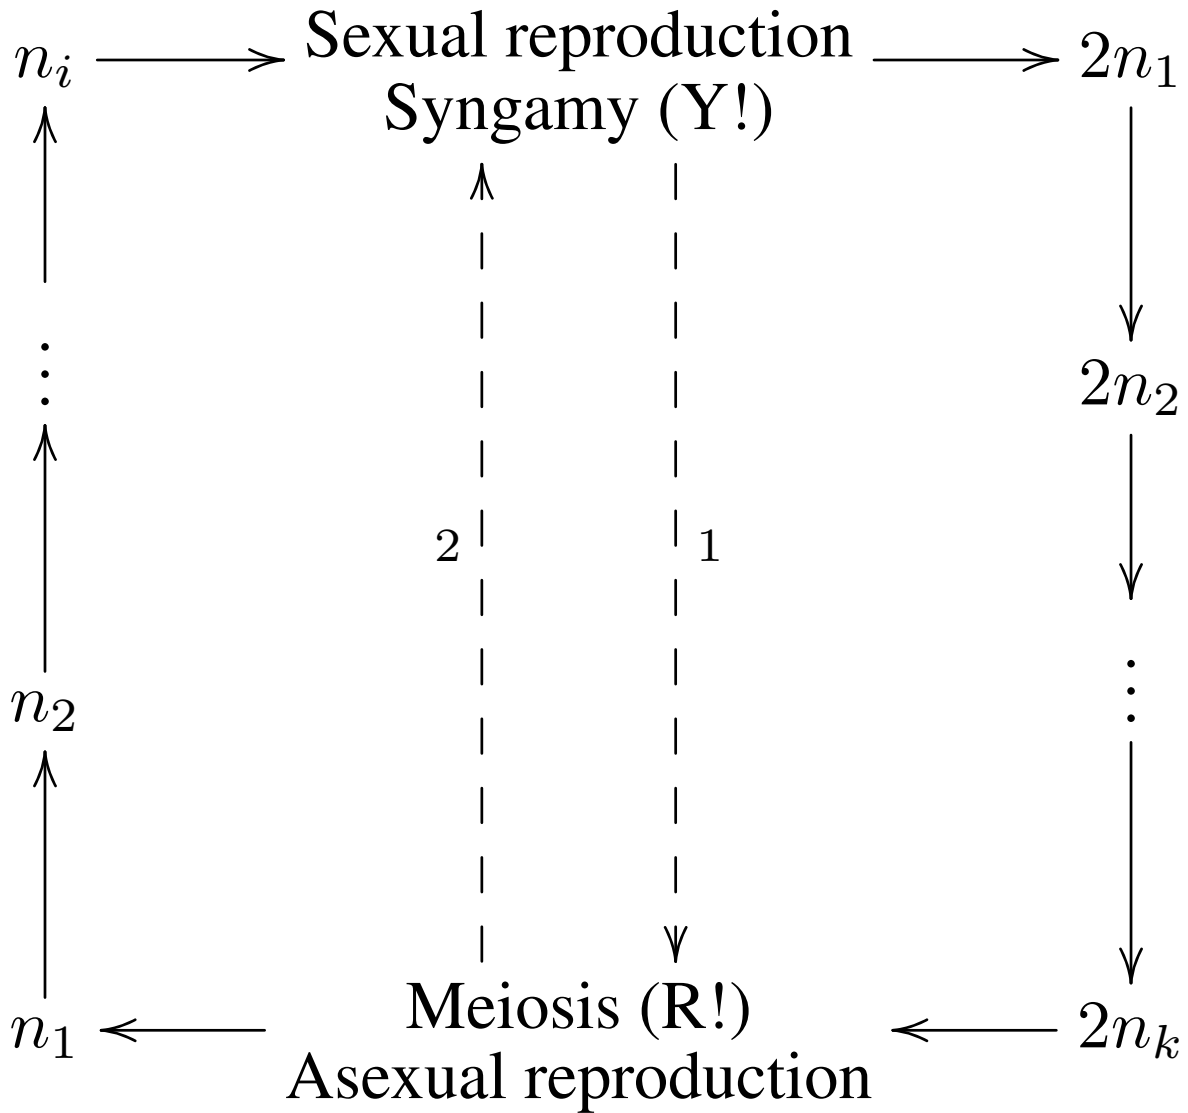 n_i Sexual reproduction 2n_1
Syngamy (Y!)
⋮
2n_2
2 1
n_2
⋮
Meiosis (R!)
n_1 2n_k
Asexual reproduction